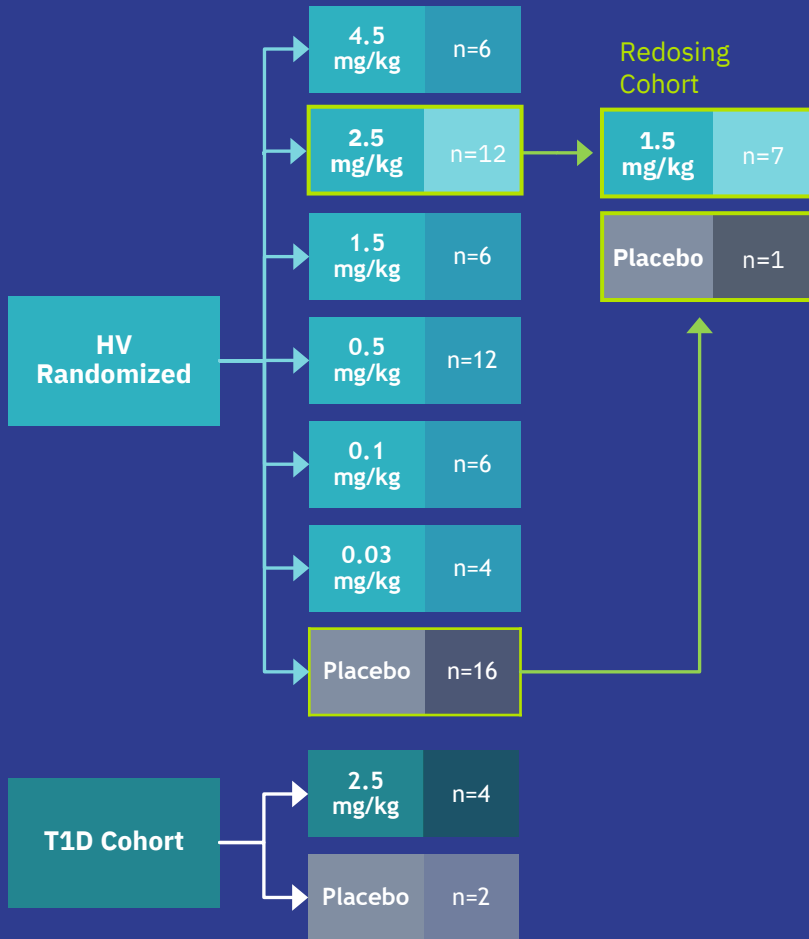 4.5
mg/kg
n=6
Redosing
Cohort
2.5
mg/kg
n=12
1.5
mg/kg
n=7
1.5
mg/kg
n=6
Placebo
n=1
HV
Randomized
0.5
mg/kg
n=12
0.1
mg/kg
n=6
0.03
mg/kg
n=4
Placebo
n=16
T1D Cohort
2.5
mg/kg
n=4
Placebo
n=2